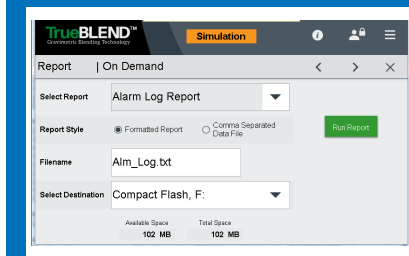 TrueBLEND™
Gravimetric Blending Technology
Simulation
Report | On Demand
Select Report Alarm Log Report
Report Style Formatted Report Comma Separated
Data File
Run Report
Filename Alm_Log.txt
Select Destination Compact Flash, F:
Available Space Total Space
102 MB 102 MB